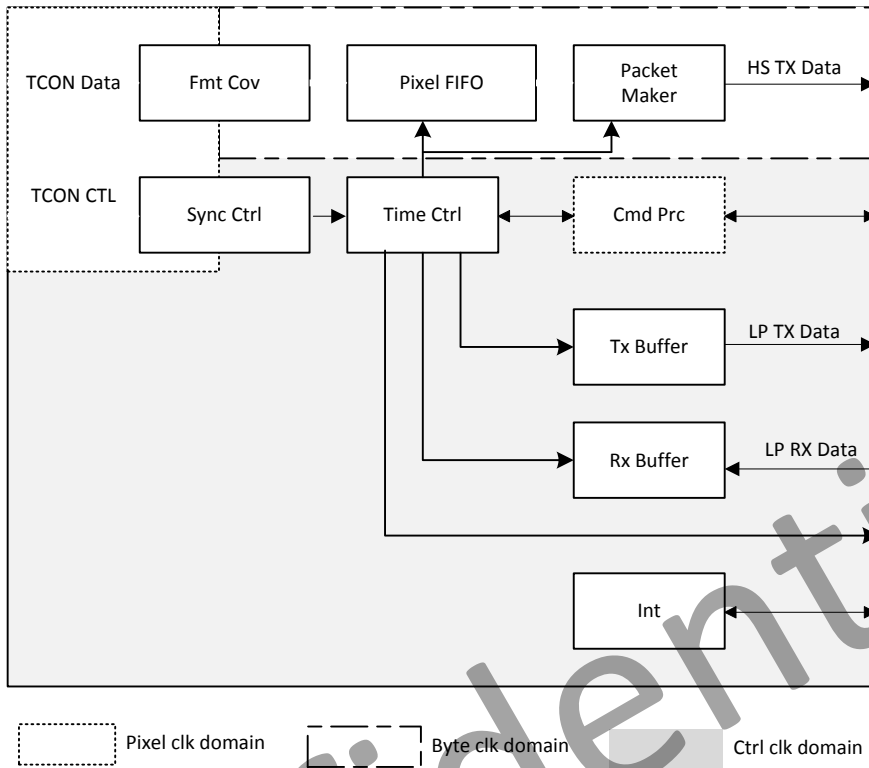 TCON Data
Fmt Cov
Pixel FIFO
Packet
Maker
HS TX Data
TCON CTL
Sync Ctrl
Time Ctrl
Cmd Prc
Tx Buffer
LP TX Data
Rx Buffer
LP RX Data
Int
Pixel clk domain
Byte clk domain
Ctrl clk domain